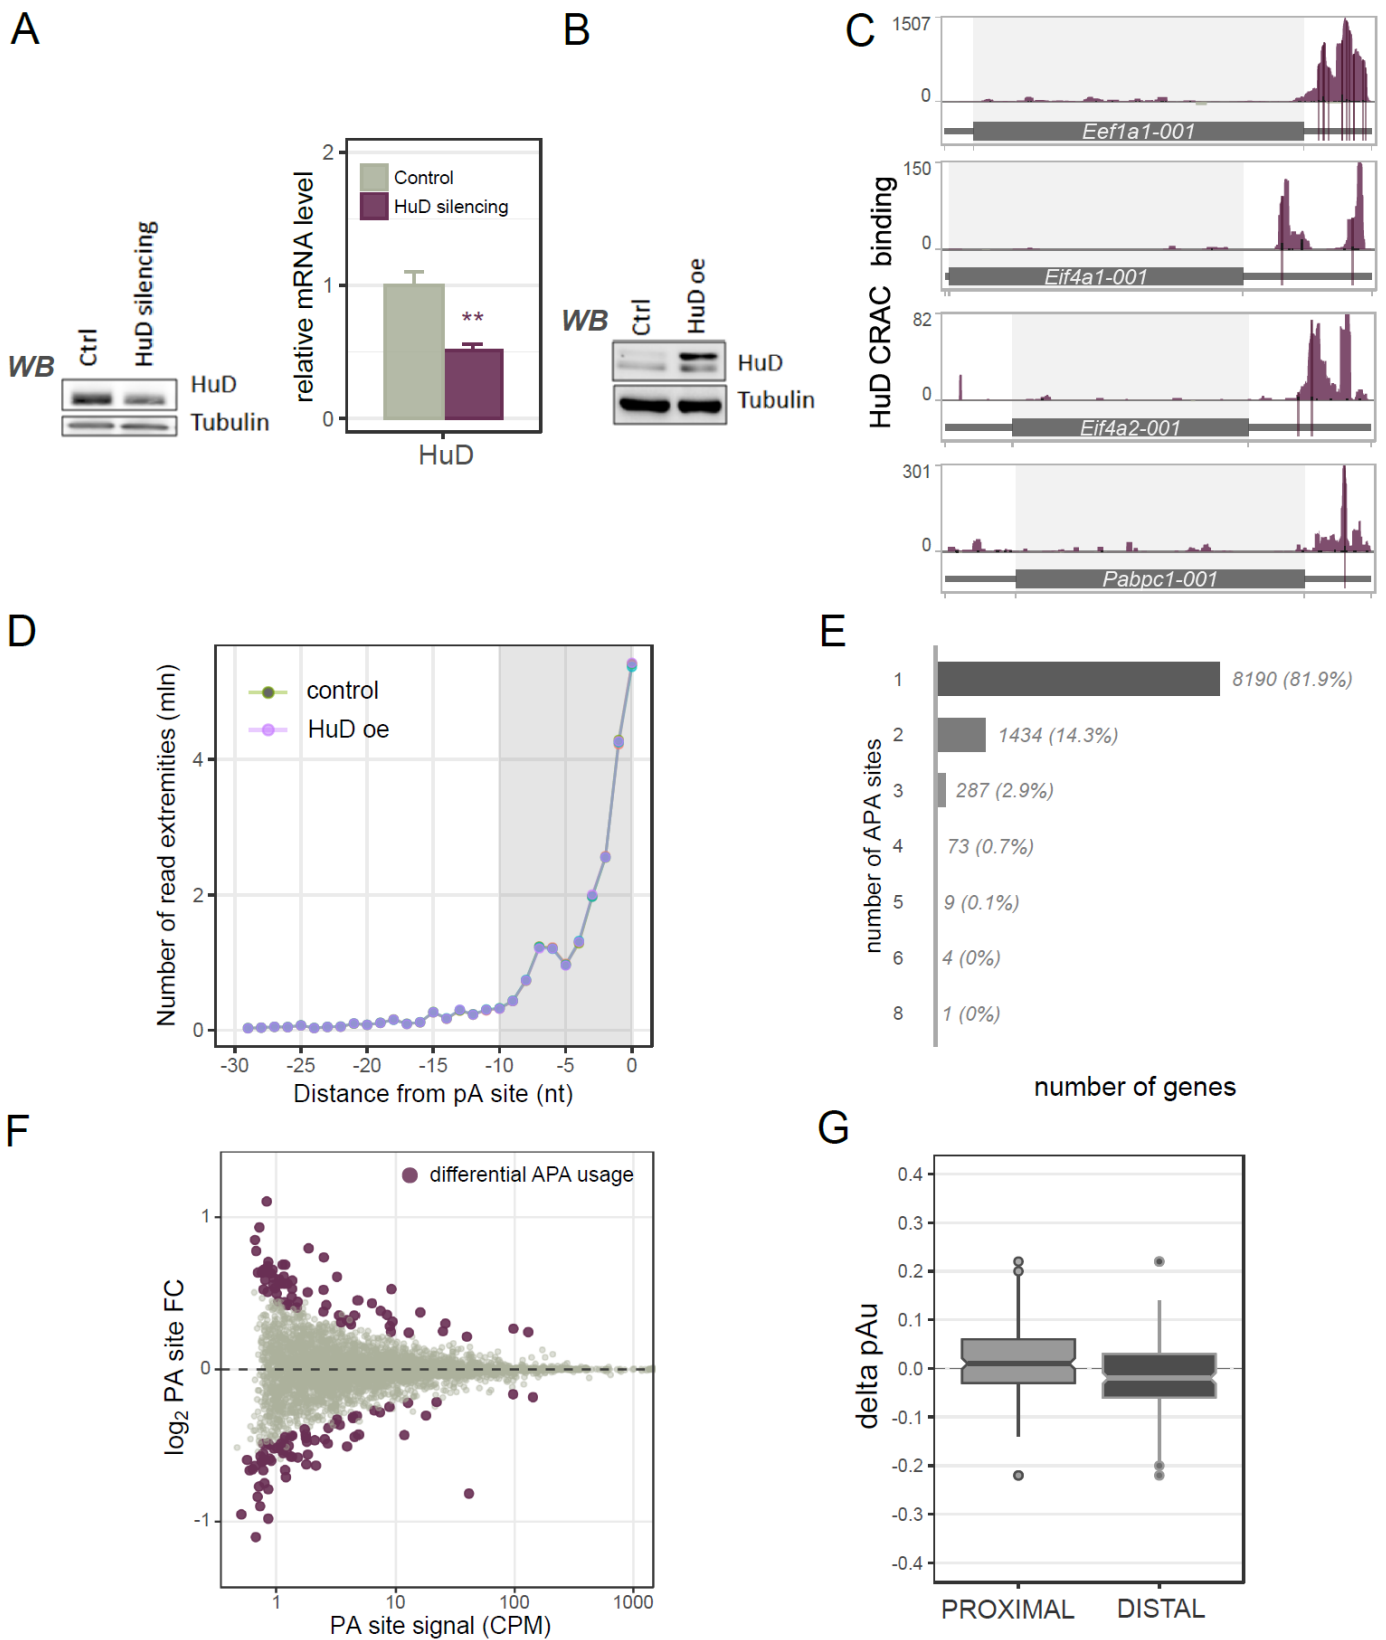 A
WB
Ctrl
HuD silencing
HuD
Tubulin
relative mRNA level
2
1
0
Control
HuD silencing
**
HuD
B
WB
Ctrl
HuD oe
HuD
Tubulin
C
HuD CRAC binding
1507
0
Eef1a1-001
150
0
Eif4a1-001
82
0
Eif4a2-001
301
0
Pabpc1-001
D
Number of read extremities (mln)
4
2
0
control
HuD oe
-30 -25 -20 -15 -10 -5 0
Distance from pA site (nt)
E
number of APA sites
1 8190 (81.9%)
2 1434 (14.3%)
3 287 (2.9%)
4 73 (0.7%)
5 9 (0.1%)
6 4 (0%)
8 1 (0%)
number of genes
F
log2 PA site FC
differential APA usage
1
0
-1
1 10 100 1000
PA site signal (CPM)
G
delta pAu
0.4
0.3
0.2
0.1
0.0
-0.1
-0.2
-0.3
-0.4
PROXIMAL DISTAL